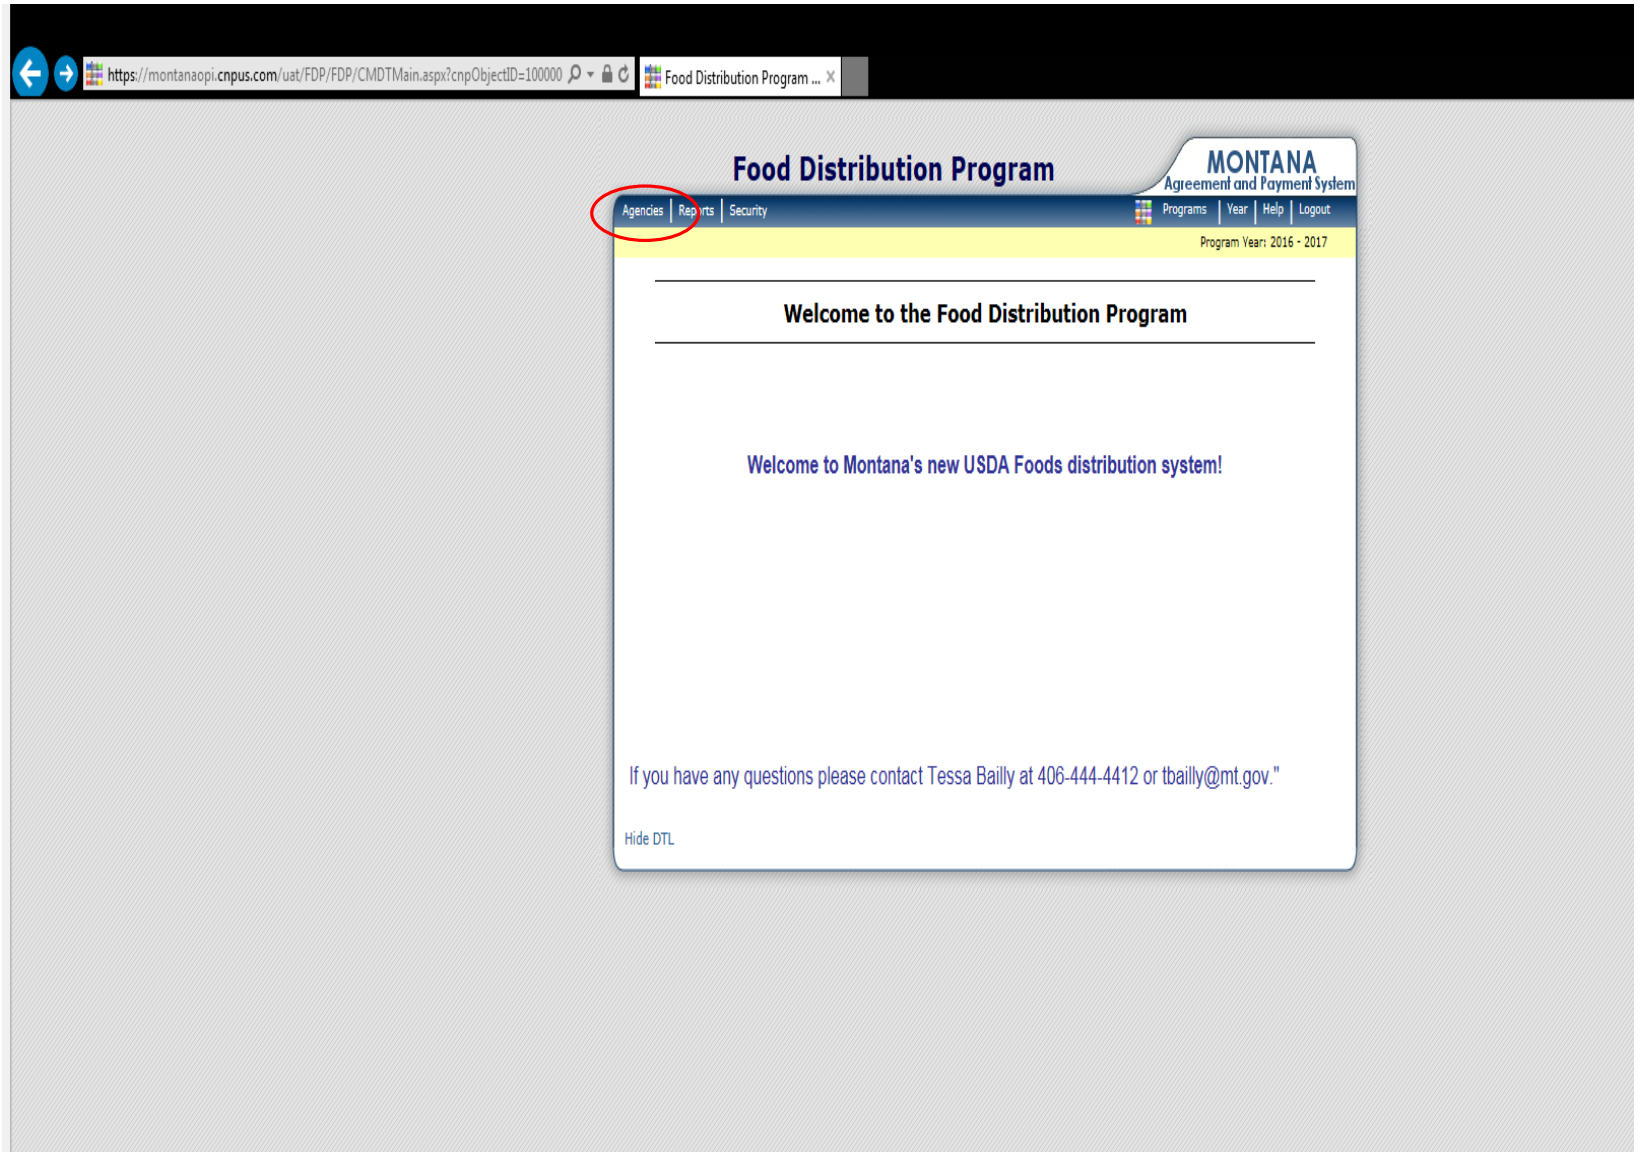 https://montanaopi.cnpus.com/uat/FDP/FDP/CMDTMain.aspx?cnpObjectID=100000
Food Distribution Program ...
Food Distribution Program
MONTANA
Agreement and Payment System
Agencies | Reports | Security
Programs | Year | Help | Logout
Program Year: 2016 - 2017
Welcome to the Food Distribution Program
Welcome to Montana's new USDA Foods distribution system!
If you have any questions please contact Tessa Bailly at 406-444-4412 or tbailly@mt.gov."
Hide DTL